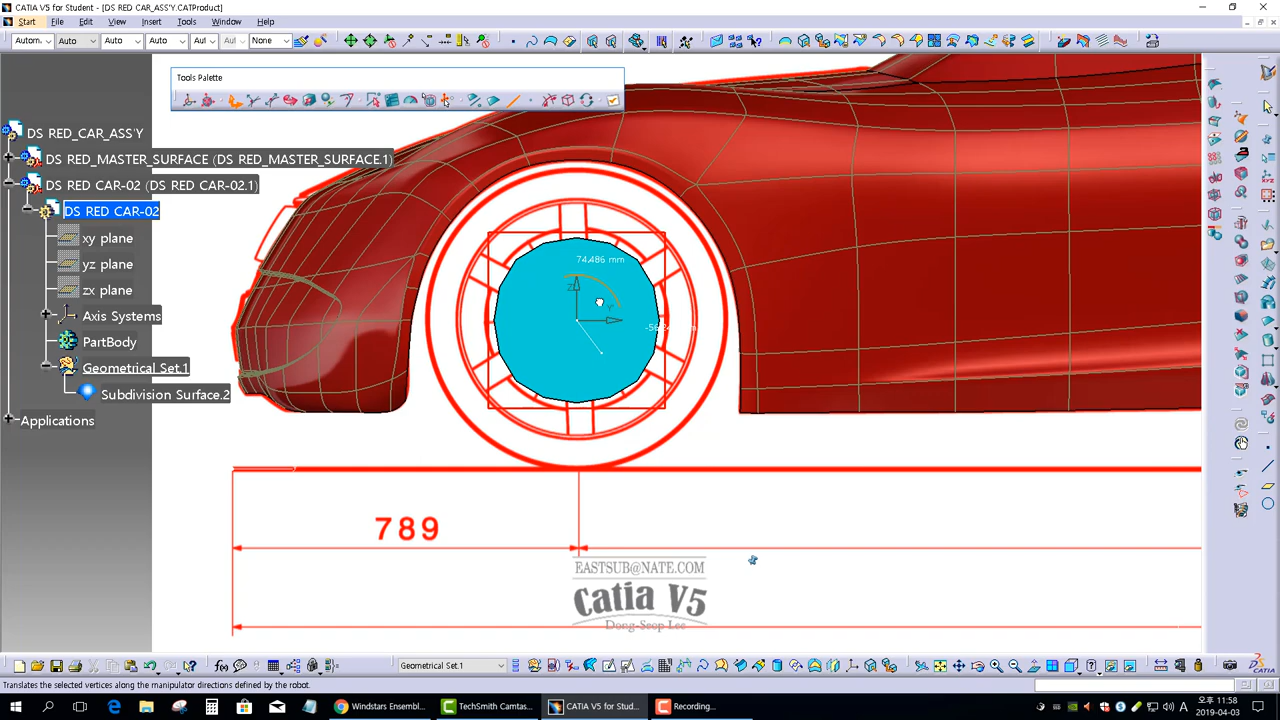 CATIA V5 for Student - [DS RED CAR_ASS'Y.CATProduct]
Start File Edit View Insert Tools Window Help
Autom. Auto Auto Auto Aut Aut None
Tools Palette
DS RED_CAR_ASS'Y
DS RED_MASTER_SURFACE (DS RED_MASTER_SURFACE.1)
DS RED CAR-02 (DS RED CAR-02.1)
DS RED CAR-02
xy plane
yz plane
zx plane
Axis Systems
PartBody
Geometrical Set.1
Subdivision Surface.2
Applications
74,486 mm
789
EASTSUB@NATE.COM
Catia V5
Dong-Seop Lee
Geometrical Set.1
Translates the selected vertices along the manipulator directions defined by the robot.
Windstars Ensembl...
TechSmith Camtas...
CATIA V5 for Stud...
Recording...
A
오후 11:58
2019-04-03